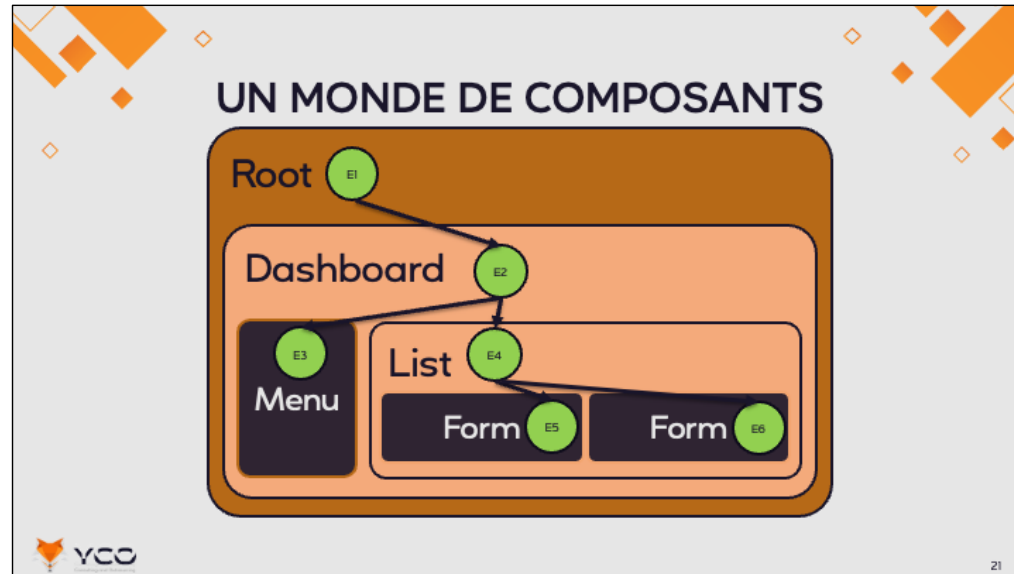 UN MONDE DE COMPOSANTS
Root E1
Dashboard E2
E3
Menu
List E4
Form E5
Form E6
YCO
21